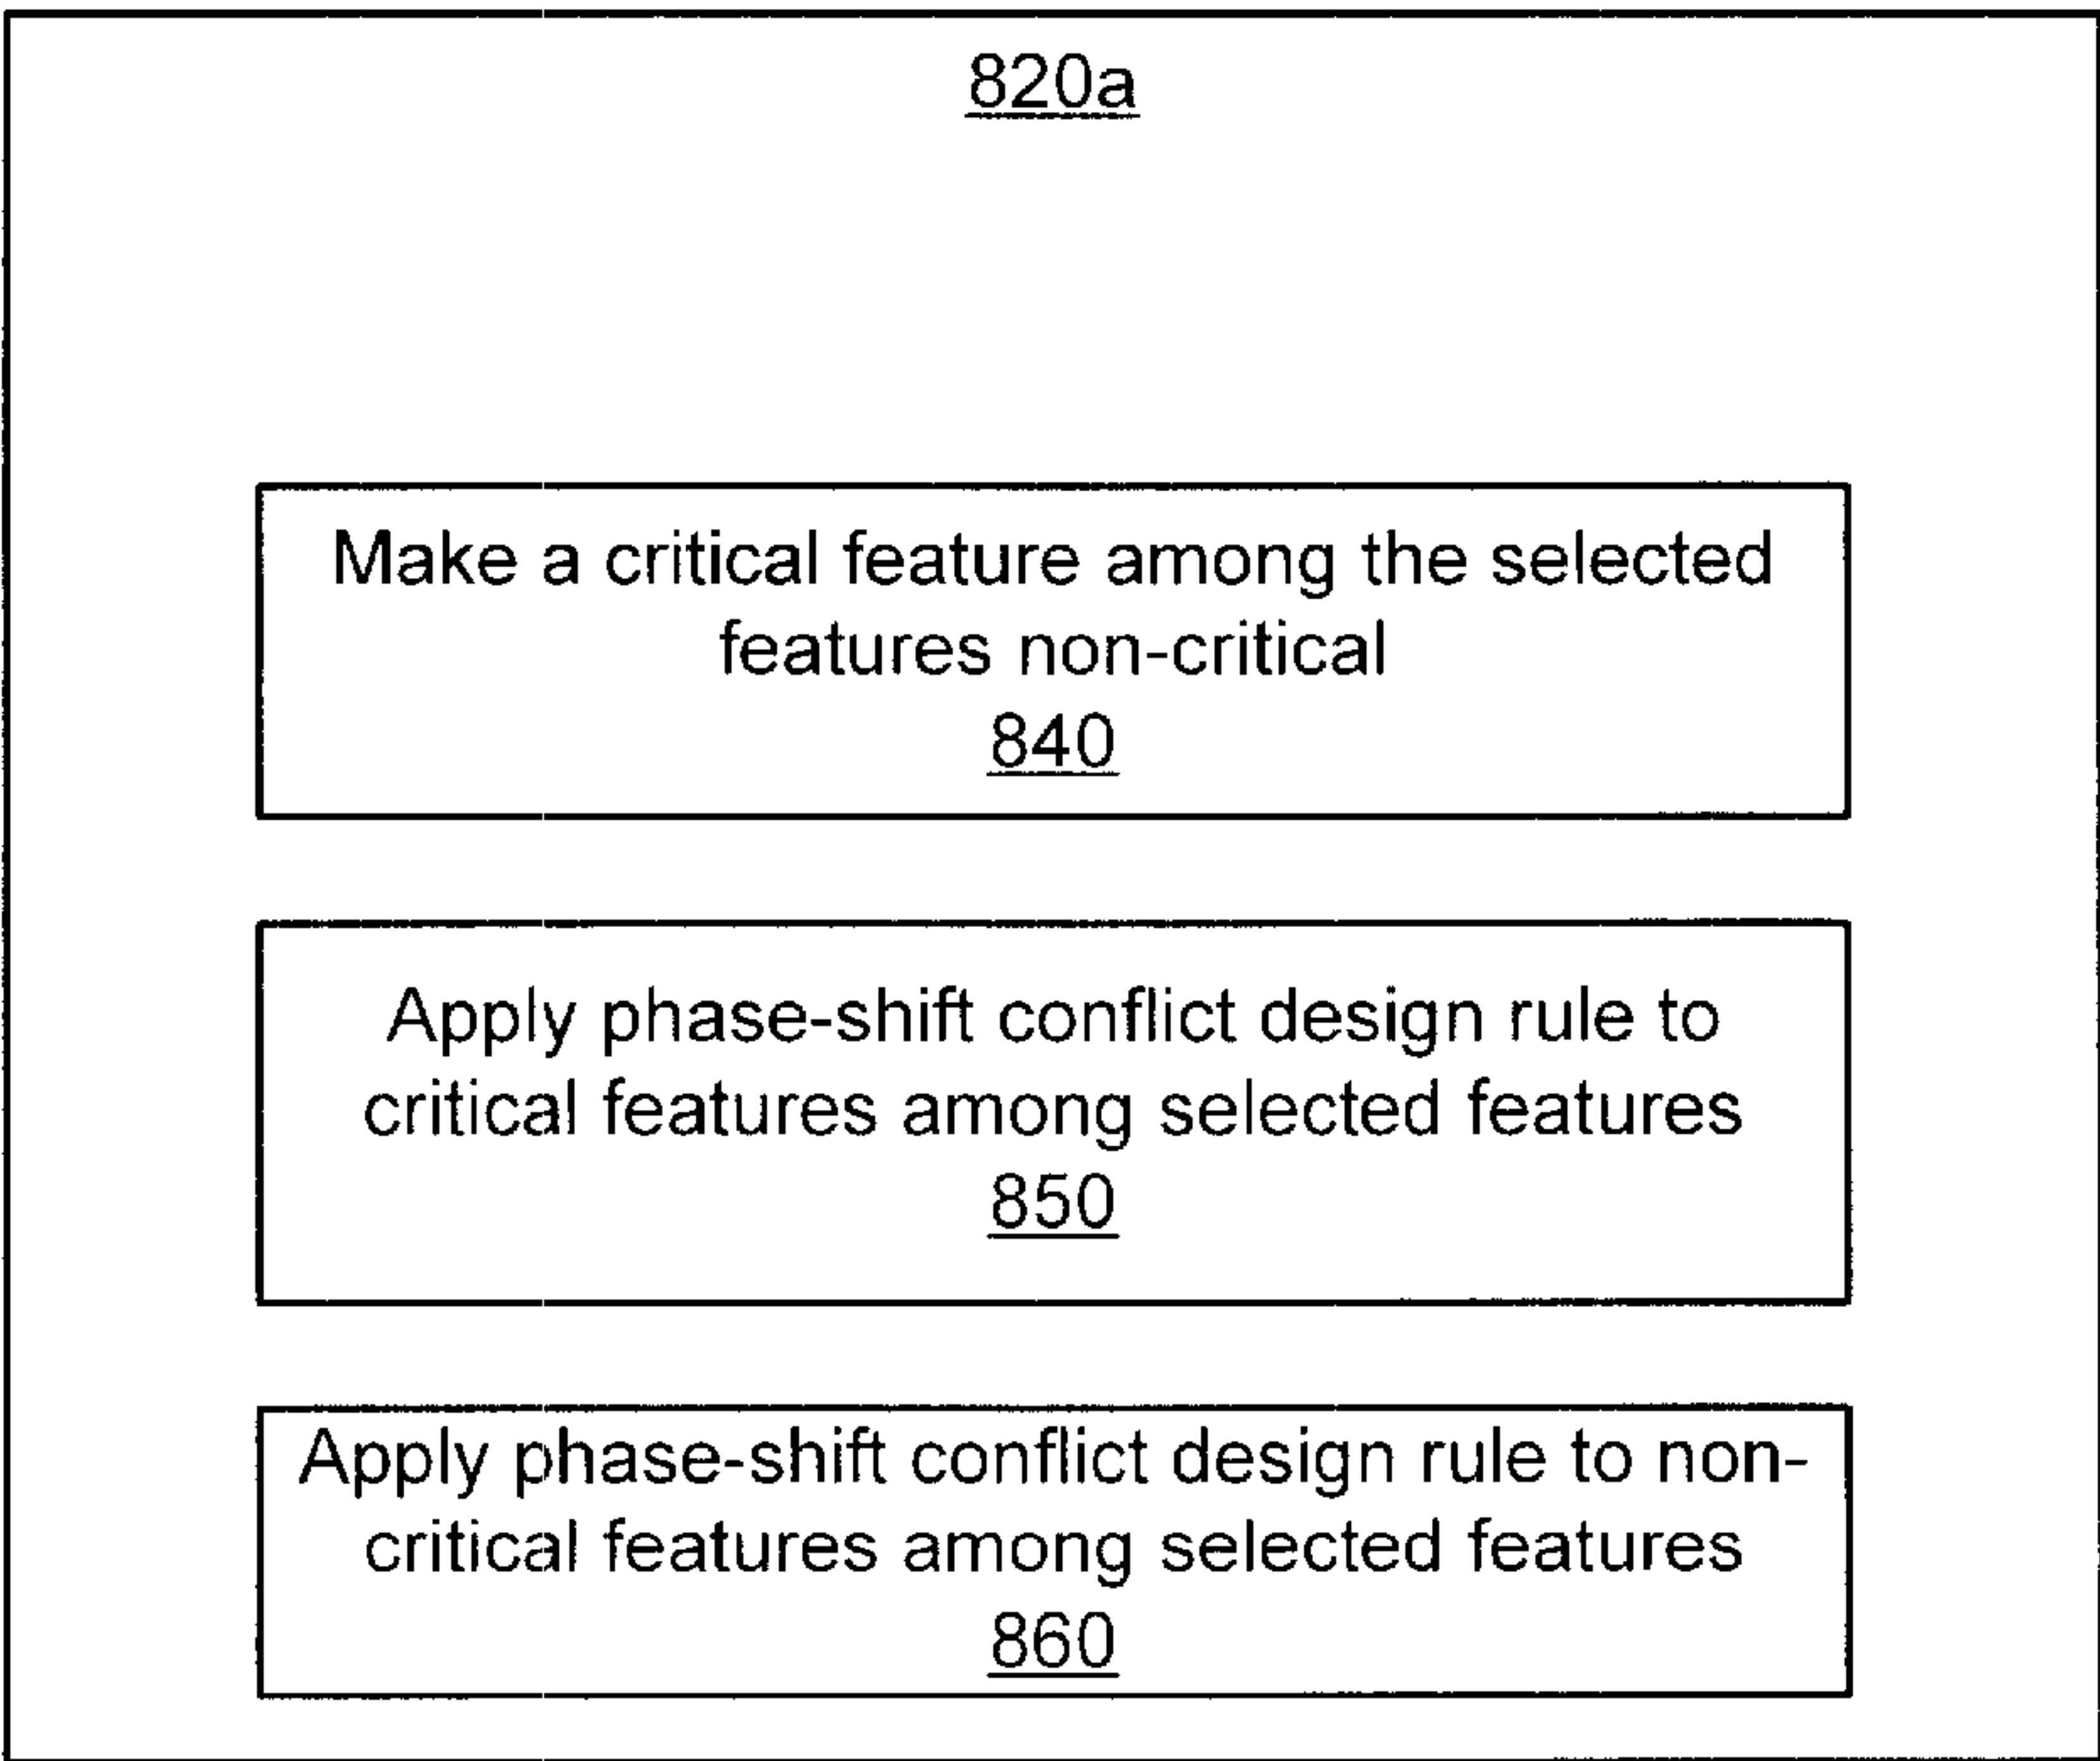 820a
Make a critical feature among the selected
features non-critical
840
Apply phase-shift conflict design rule to
critical features among selected features
850
Apply phase-shift conflict design rule to non-
critical features among selected features
860